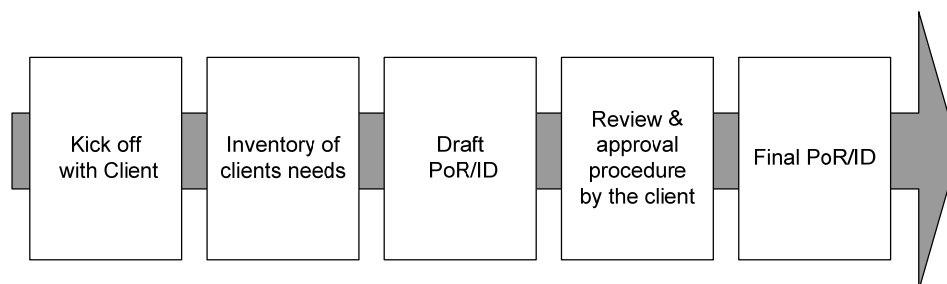 Kick off
with Client
Inventory of
clients needs
Draft
PoR/ID
Review &
approval
procedure
by the client
Final PoR/ID